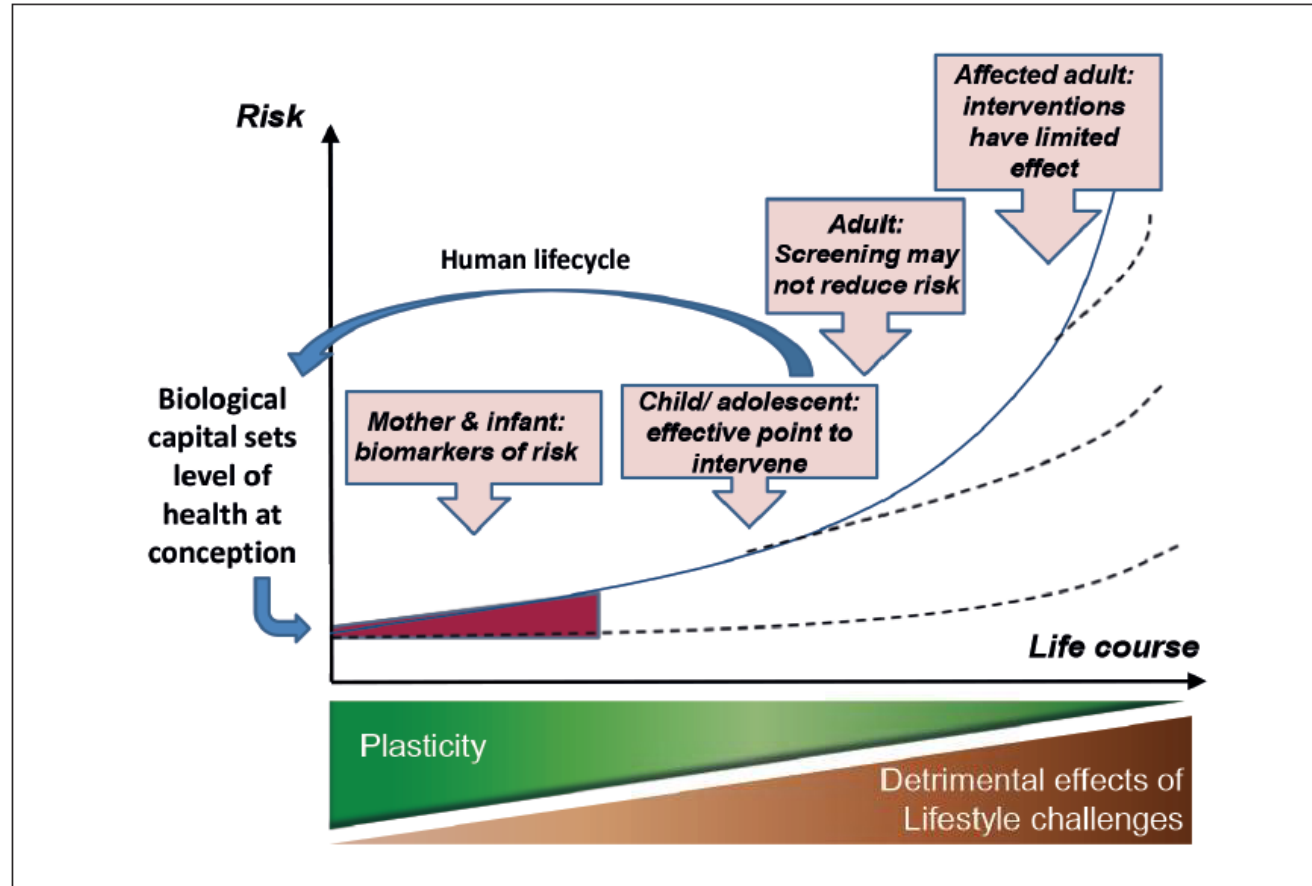 Risk
Affected adult:
interventions
have limited
effect
Adult:
Screening may
not reduce risk
Human lifecycle
Biological
capital sets
level of
health at
conception
Mother & infant:
biomarkers of risk
Child/ adolescent:
effective point to
intervene
Life course
Plasticity
Detrimental effects of
Lifestyle challenges